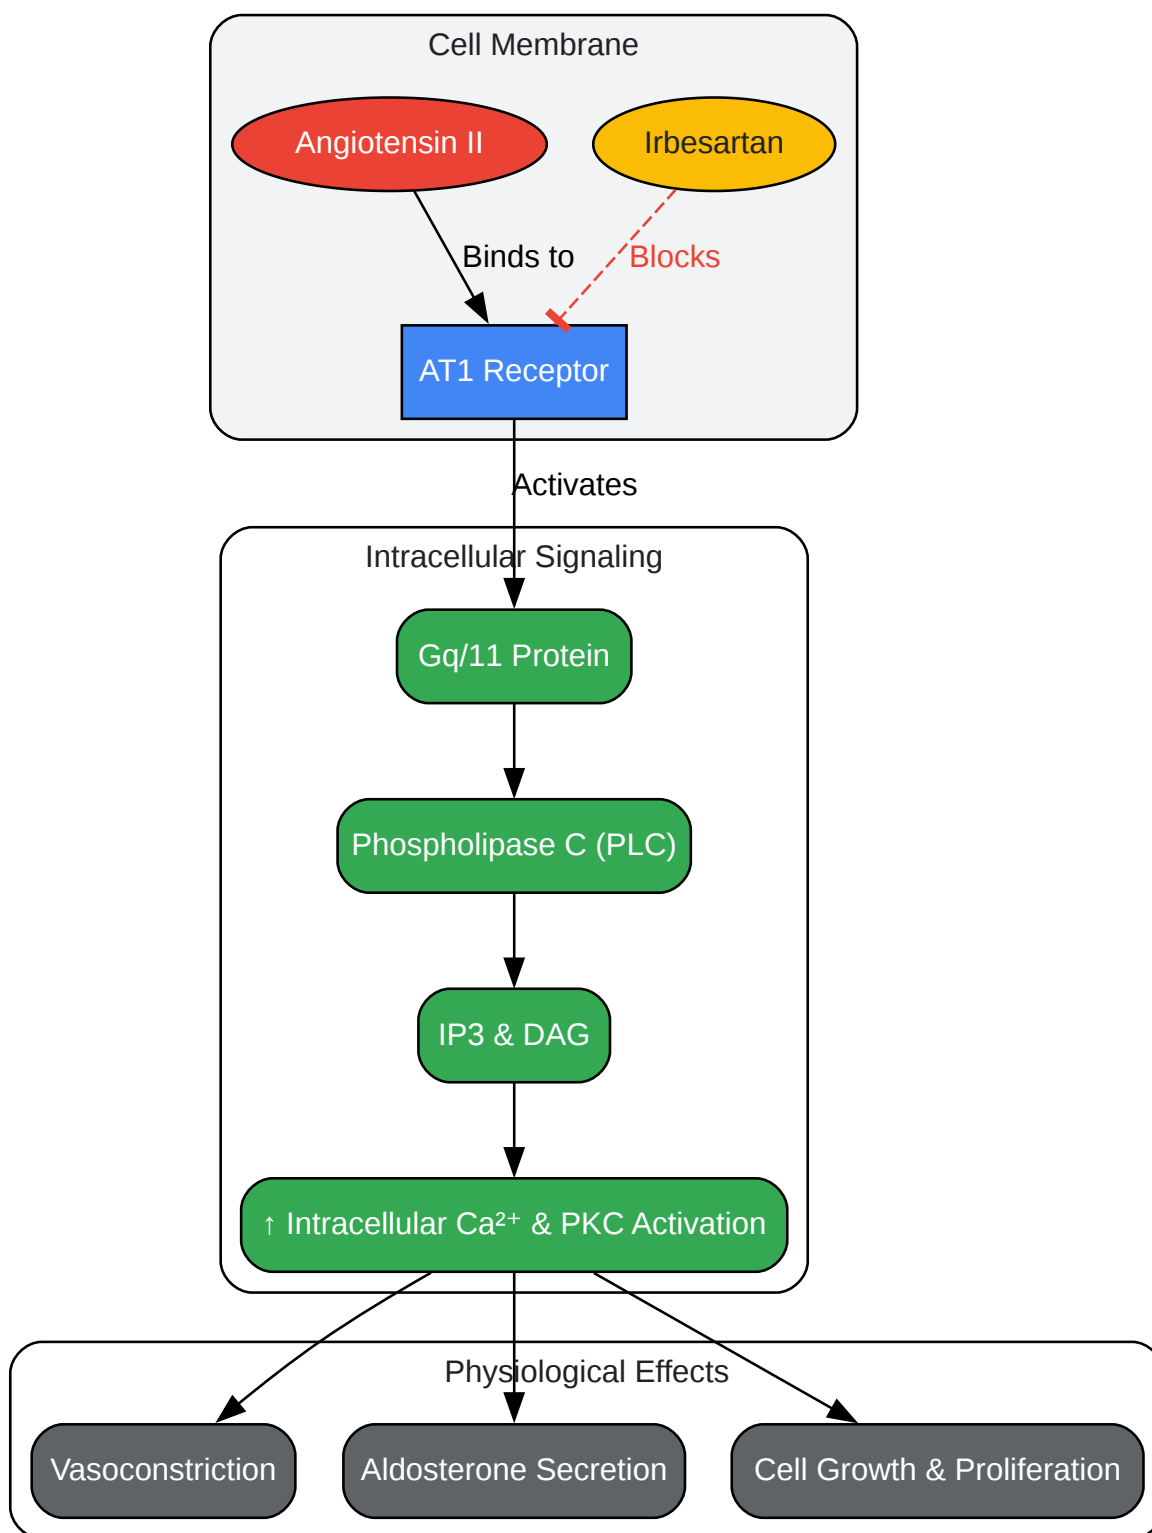 Cell Membrane
Angiotensin II
Irbesartan
Binds to
Blocks
AT1 Receptor
Activates
Intracellular Signaling
Gq/11 Protein
Phospholipase C (PLC)
IP3 & DAG
↑ Intracellular Ca²⁺ & PKC Activation
Physiological Effects
Vasoconstriction
Aldosterone Secretion
Cell Growth & Proliferation